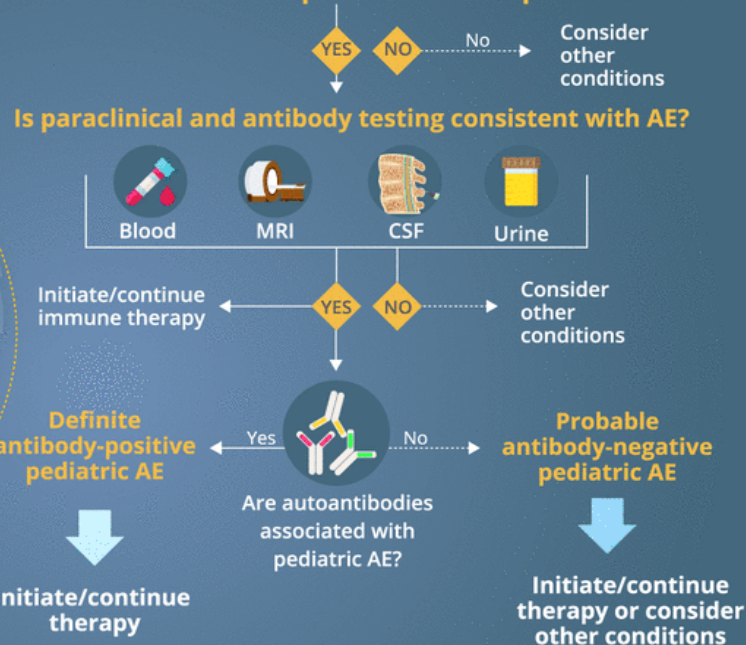 YES
NO
No
Consider
other
conditions
Is paraclinical and antibody testing consistent with AE?
Blood
MRI
CSF
Urine
Initiate/continue
immune therapy
YES
NO
Consider
other
conditions
Definite
antibody-positive
pediatric AE
Yes
No
Probable
antibody-negative
pediatric AE
Are autoantibodies
associated with
pediatric AE?
nitiate/continue
therapy
Initiate/continue
therapy or consider
other conditions